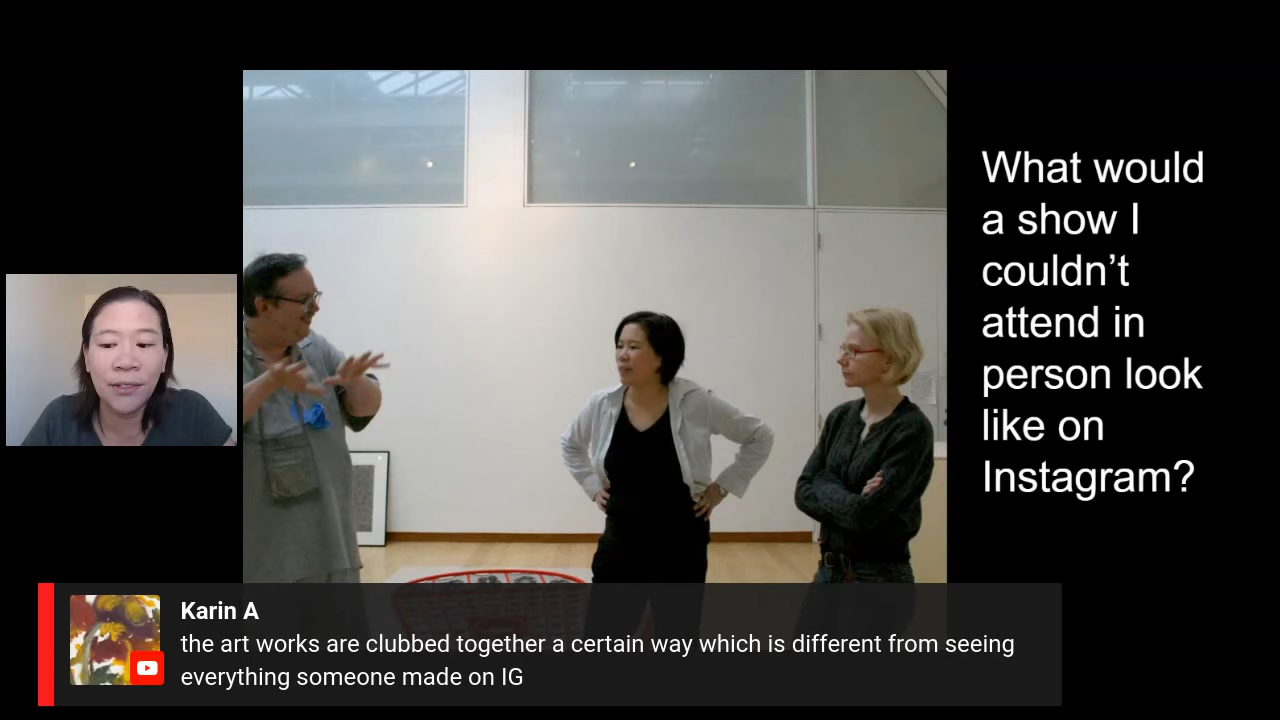 What would
a show I
couldn’t
attend in
person look
like on
Instagram?
Karin A
the art works are clubbed together a certain way which is different from seeing
everything someone made on IG